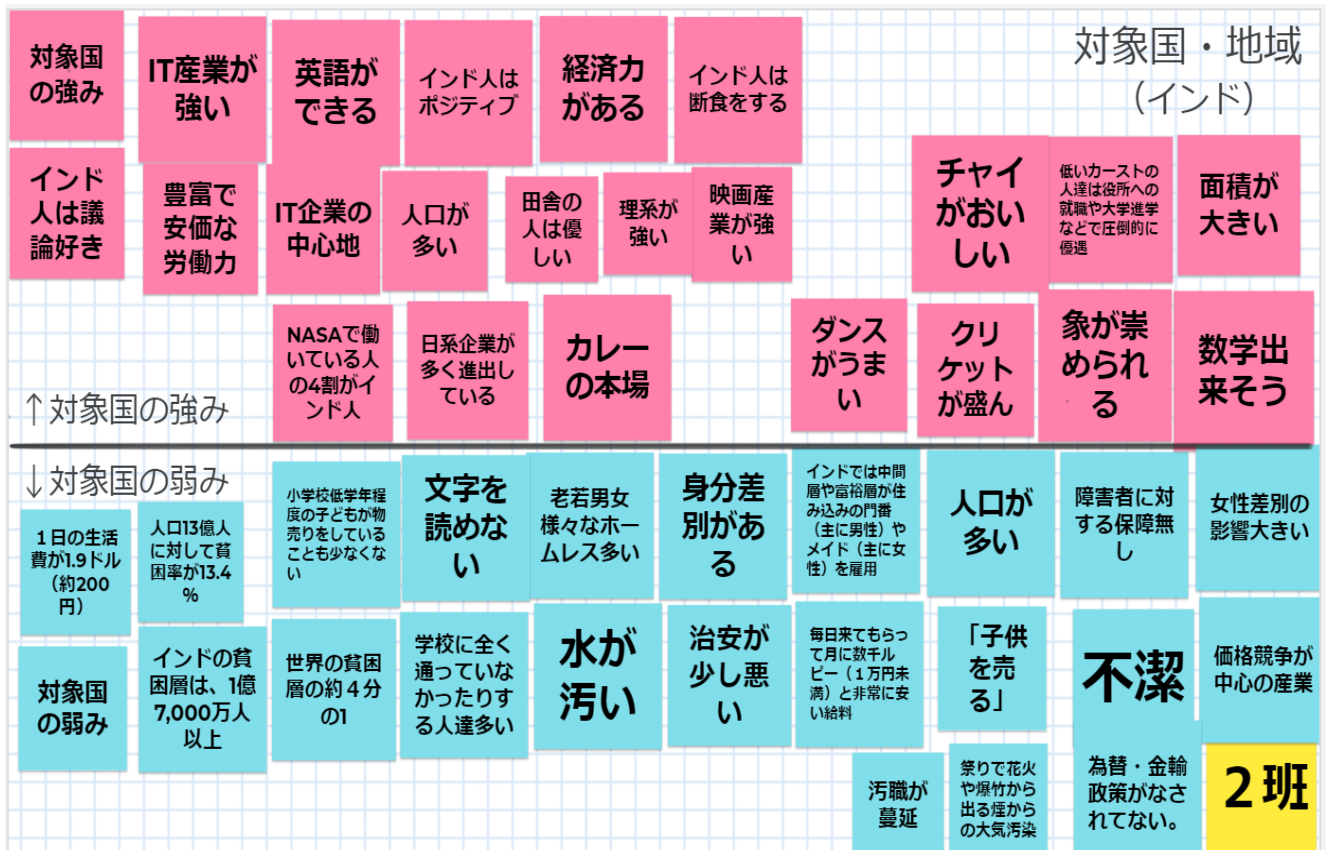 対象国・地域
（インド）
対象国
の強み
IT産業が
強い
英語が
できる
インド人は
ポジティブ
経済力
がある
インド人は
断食をする
インド
人は議
論好き
豊富で
安価な
労働力
IT企業の
中心地
人口が
多い
田舎の
人は優
しい
理系が
強い
映画産
業が強
い
チャイ
がおい
しい
低いカーストの
人達は役所への
就職や大学進学
などで圧倒的に
優遇
面積が
大きい
NASAで働
いている人
の4割がイ
ンド人
日系企業が
多く進出し
ている
カレー
の本場
ダンス
がうま
い
クリ
ケット
が盛ん
象が崇
められ
る
数学出
来そう
↑対象国の強み
↓対象国の弱み
１日の生活
費が1.9ドル
（約200
円）
人口13億人
に対して貧
困率が13.4
%
小学校低学年程
度の子どもが物
売りをしている
ことも少なくな
い
文字を
読めな
い
老若男女
様々なホー
ムレス多い
身分差
別があ
る
インドでは中間
層や富裕層が住
み込みの門番
（主に男性）や
メイド（主に女
性）を雇用
人口が
多い
障害者に対
する保障無
し
女性差別の
影響大きい
対象国
の弱み
インドの貧
困層は、1億
7,000万人
以上
世界の貧困
層の約４分
の1
学校に全く
通っていな
かったりす
る人達多い
水が
汚い
治安が
少し悪
い
毎日来てもらっ
て月に数千ル
ピー（１万円未
満）と非常に安
い給料
「子供
を売
る」
不潔
価格競争が
中心の産業
汚職が
蔓延
祭りで花火
や爆竹から
出る煙から
の大気汚染
為替・金輸
政策がなさ
れてない。
２班